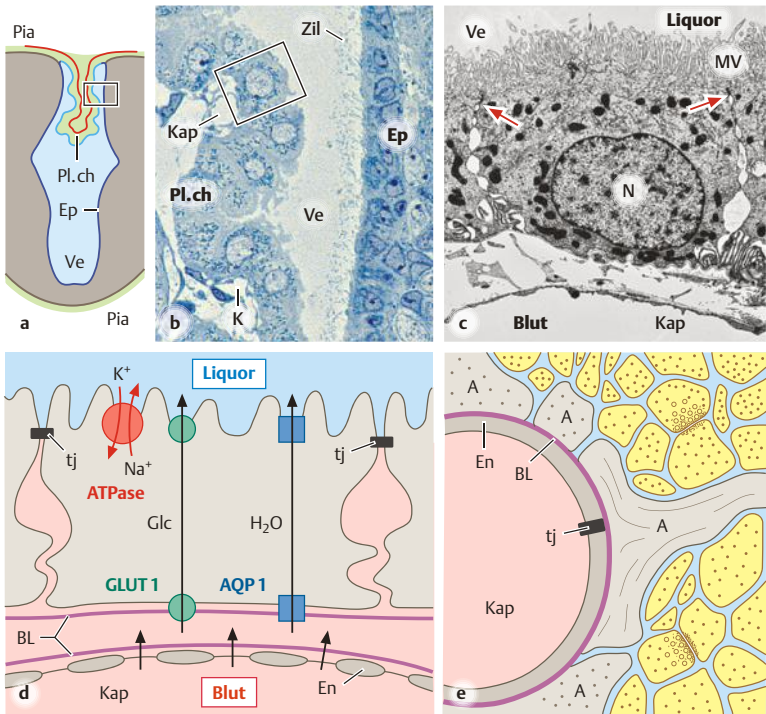 Pia
Pl.ch
Ep
Ve
a
Pia
Zil
Kap
Ep
Pl.ch
Ve
K
b
Ve
Liquor
MV
N
Blut
Kap
c
K+
Liquor
tj
Na+
tj
ATPase
Glc
H₂O
GLUT 1
AQP 1
BL
Kap
Blut
En
d
A
A
En
BL
A
tj
Kap
A
e